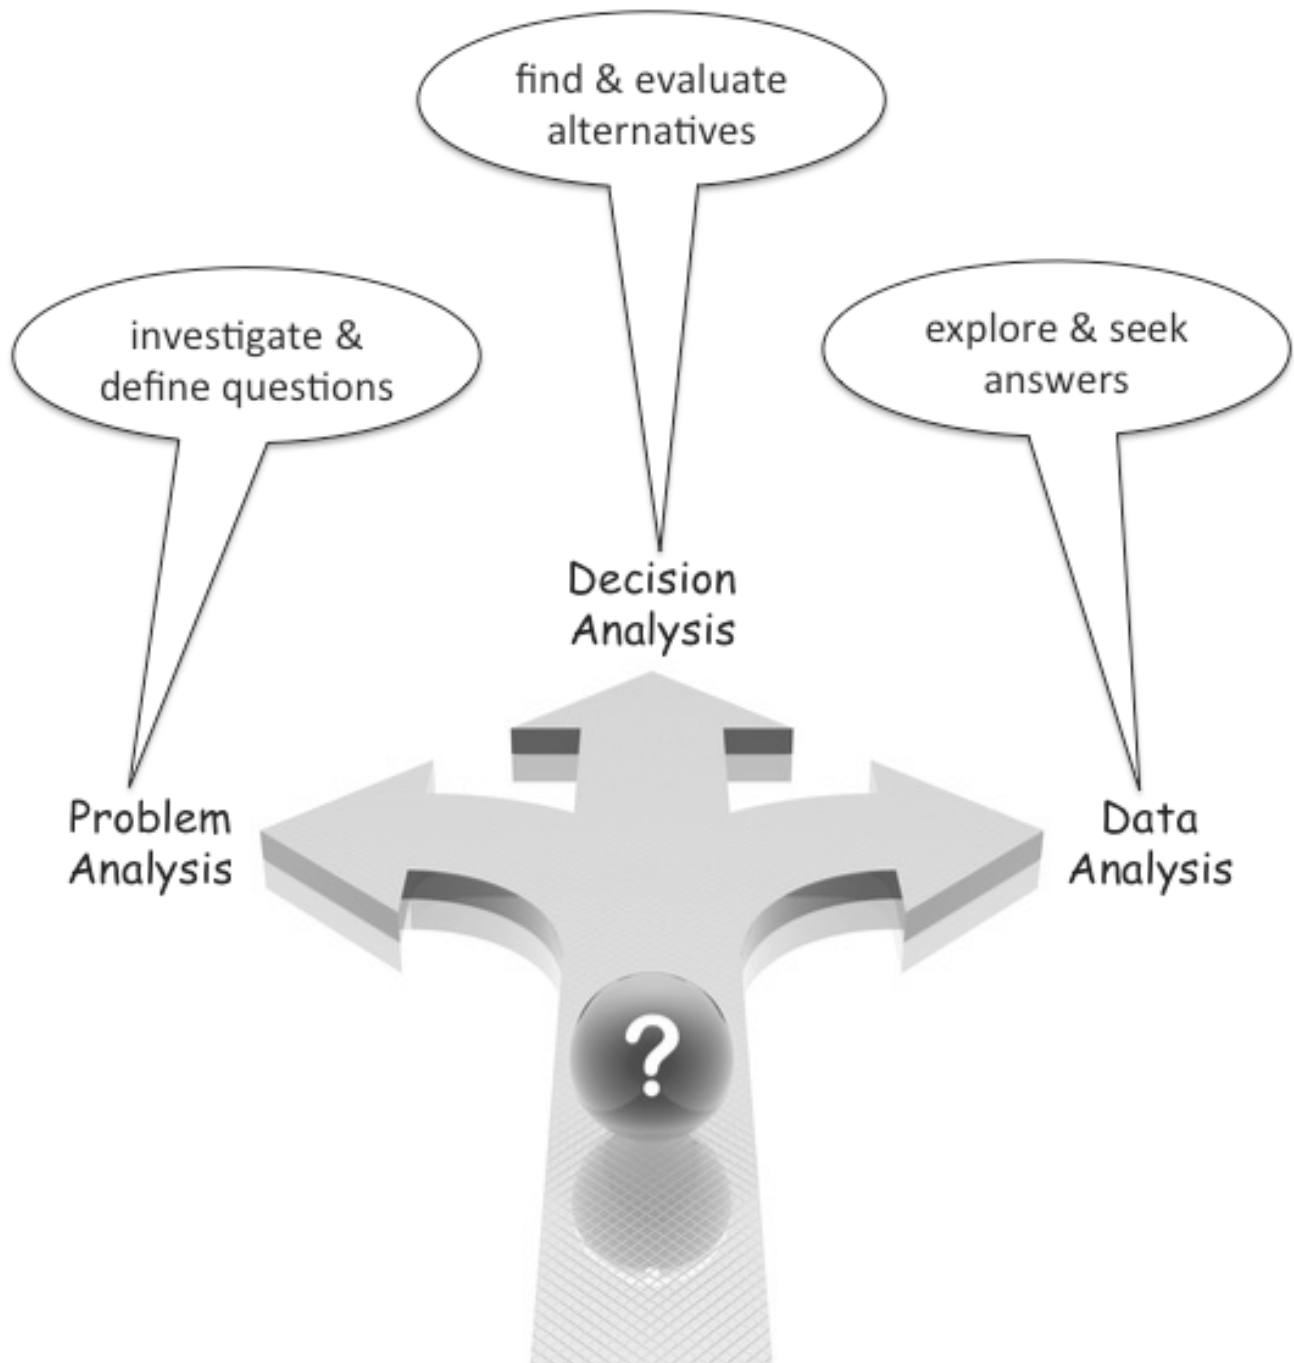 find & evaluate
alternatives
investigate &
define questions
explore & seek
answers
Decision
Analysis
Problem
Analysis
Data
Analysis
?